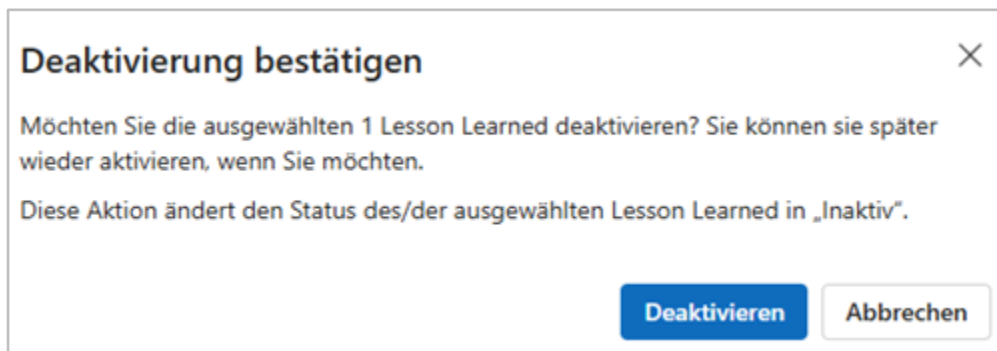 Deaktivierung bestätigen
Möchten Sie die ausgewählten 1 Lesson Learned deaktivieren? Sie können sie später
wieder aktivieren, wenn Sie möchten.
Diese Aktion ändert den Status des/der ausgewählten Lesson Learned in „Inaktiv“.
Deaktivieren
Abbrechen